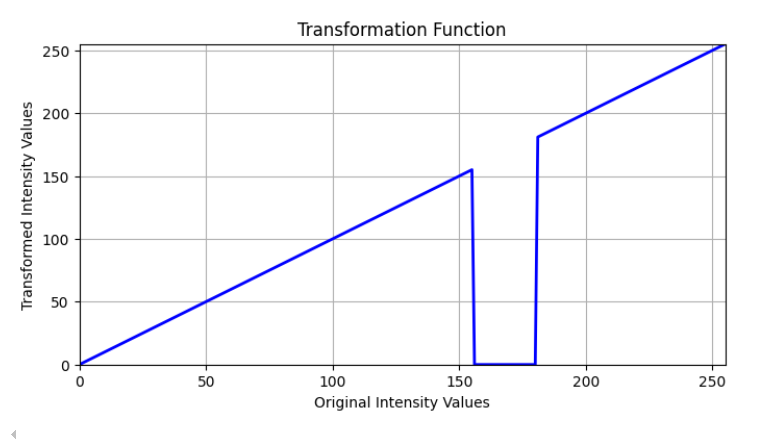 Transformation Function
250
200
150
100
50
0
Transformed Intensity Values
0 50 100 150 200 250
Original Intensity Values